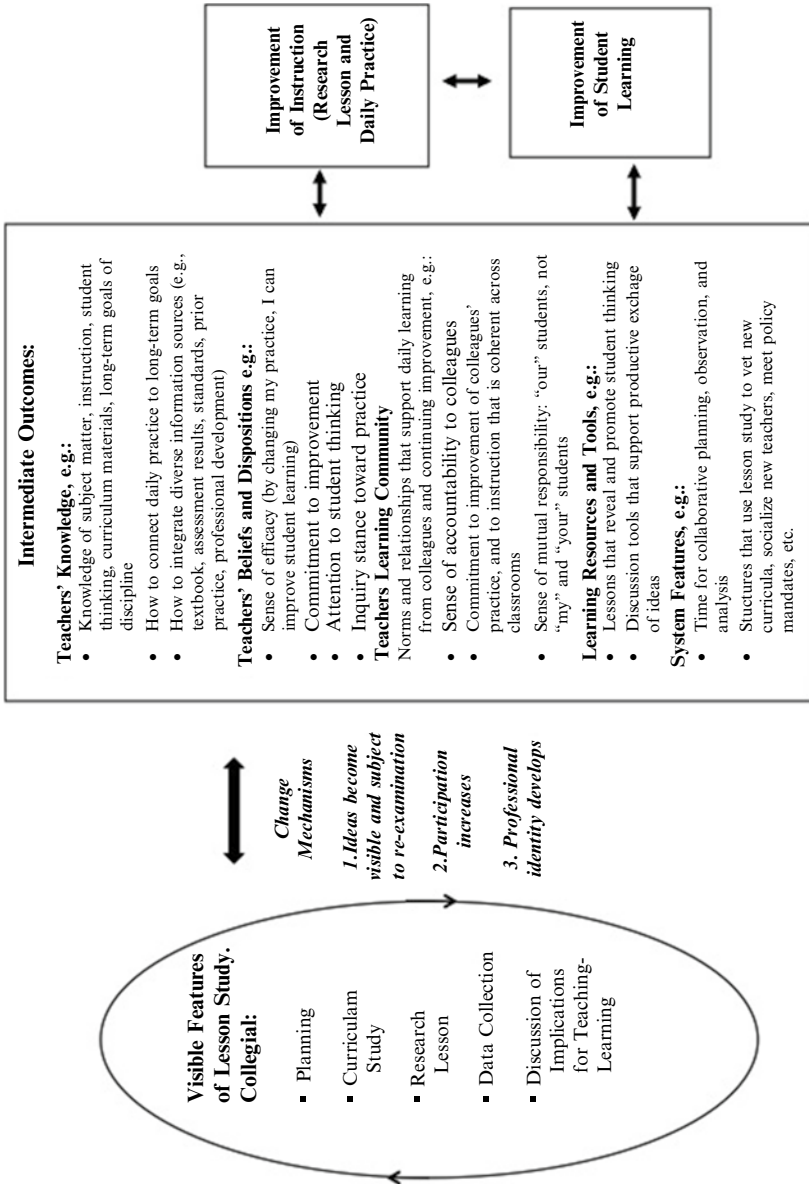 Visible Features
of Lesson Study.
Collegial:
▪ Planning
▪ Curriculam
Study
▪ Research
Lesson
▪ Data Collection
▪ Discussion of
Implications
for Teaching-
Learning
Change
Mechanisms
1.Ideas become
visible and subject
to re-examination
2.Participation
increases
3. Professional
identity develops
Intermediate Outcomes:
Teachers' Knowledge, e.g.:
• Knowledge of subject matter, instruction, student
thinking, curriculum materials, long-term goals of
discipline
• How to connect daily practice to long-term goals
• How to integrate diverse information sources (e.g.,
textbook, assessment results, standards, prior
practice, professional development)
Teachers' Beliefs and Dispositions e.g.:
• Sense of efficacy (by changing my practice, I can
improve student learning)
• Commitment to improvement
• Attention to student thinking
• Inquiry stance toward practice
Teachers Learning Community
Norms and relationships that support daily learning
from colleagues and continuing improvement, e.g.:
• Sense of accountability to colleagues
• Commitment to improvement of colleagues'
practice, and to instruction that is coherent across
classrooms
• Sense of mutual responsibility: “our” students, not
“my” and “your” students
Learning Resources and Tools, e.g.:
• Lessons that reveal and promote student thinking
• Discussion tools that support productive exchage
of ideas
System Features, e.g.:
• Time for collaborative planning, observation, and
analysis
• Stuctures that use lesson study to vet new
curricula, socialize new teachers, meet policy
mandates, etc.
Improvement
of Instruction
(Research
Lesson and
Daily Practice)
Improvement
of Student
Learning